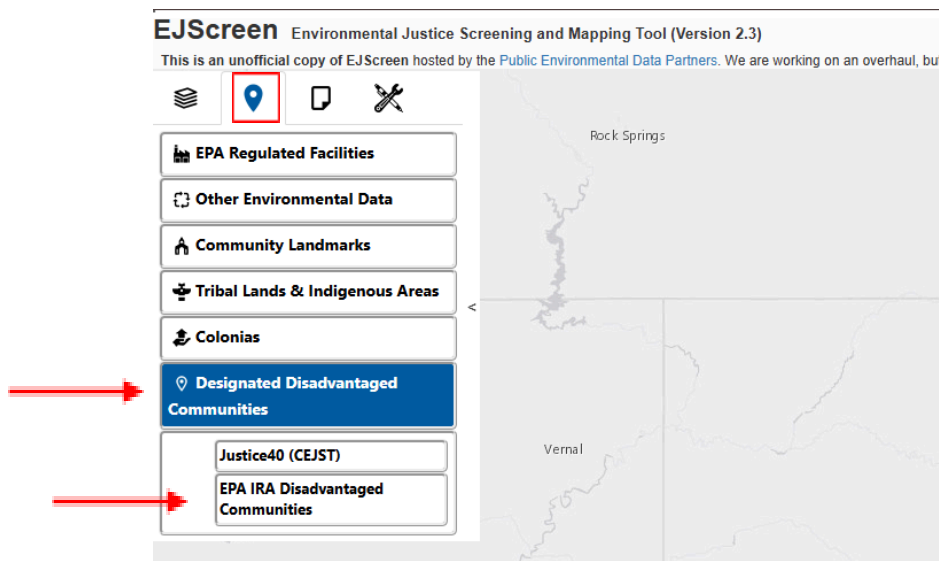 EJScreen Environmental Justice Screening and Mapping Tool (Version 2.3)
This is an unofficial copy of EJScreen hosted by the Public Environmental Data Partners. We are working on an overhaul, but
Rock Springs
EPA Regulated Facilities
Other Environmental Data
Community Landmarks
Tribal Lands & Indigenous Areas
<
Colonias
Designated Disadvantaged
Communities
Vernal
Justice40 (CEJST)
EPA IRA Disadvantaged
Communities